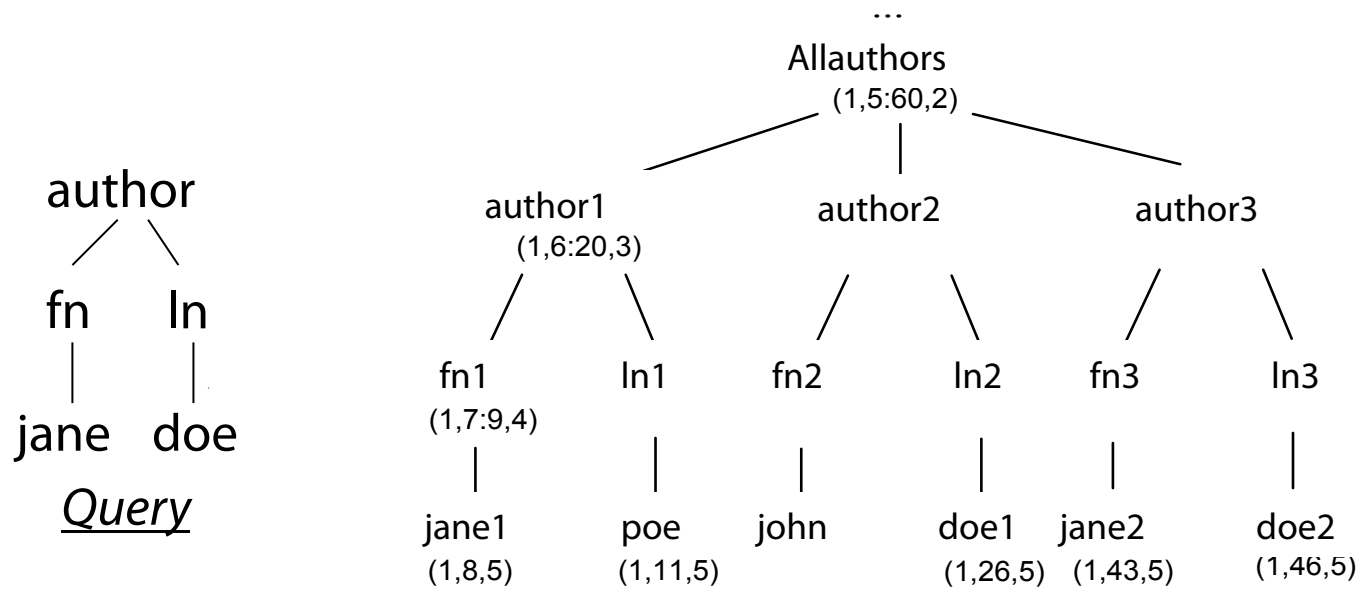 ...
Allauthors
(1,5:60,2)
author
author1 author2 author3
(1,6:20,3)
fn ln
fn1 ln1 fn2 ln2 fn3 ln3
(1,7:9,4)
jane doe
Query
jane1 poe john doe1 jane2 doe2
(1,8,5) (1,11,5) (1,26,5) (1,43,5) (1,46,5)